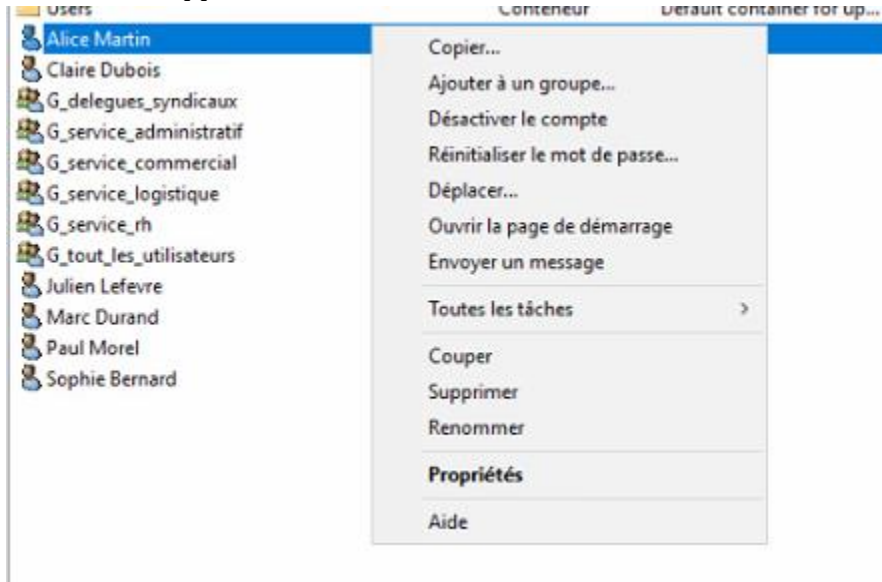 Users Conteneur Default container for up...
Alice Martin
Claire Dubois
G_delegues_syndicaux
G_service_administratif
G_service_commercial
G_service_logistique
G_service_rh
G_tout_les_utilisateurs
Julien Lefevre
Marc Durand
Paul Morel
Sophie Bernard
Copier...
Ajouter à un groupe...
Désactiver le compte
Réinitialiser le mot de passe...
Déplacer...
Ouvrir la page de démarrage
Envoyer un message
Toutes les tâches >
Couper
Supprimer
Renommer
Propriétés
Aide